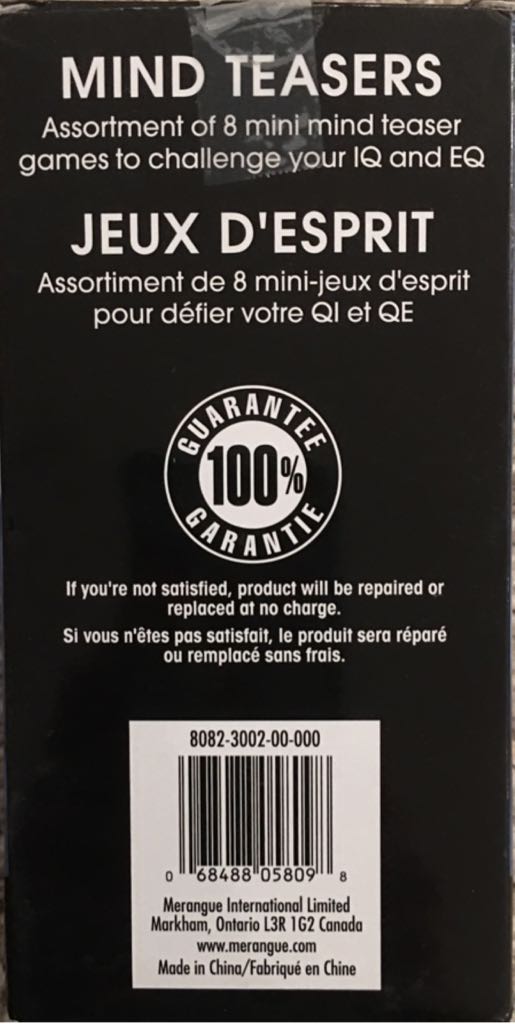 MIND TEASERS
Assortment of 8 mini mind teaser
games to challenge your IQ and EQ
JEUX D'ESPRIT
Assortiment de 8 mini-jeux d'esprit
pour défier votre QI et QE
GUARANTEE
100%
GARANTIE
If you're not satisfied, product will be repaired or
replaced at no charge.
Si vous n'êtes pas satisfait, le produit sera réparé
ou remplacé sans frais.
8082-3002-00-000
0 68488 05809 8
Merangue International Limited
Markham, Ontario L3R 1G2 Canada
www.merangue.com
Made in China/Fabriqué en Chine